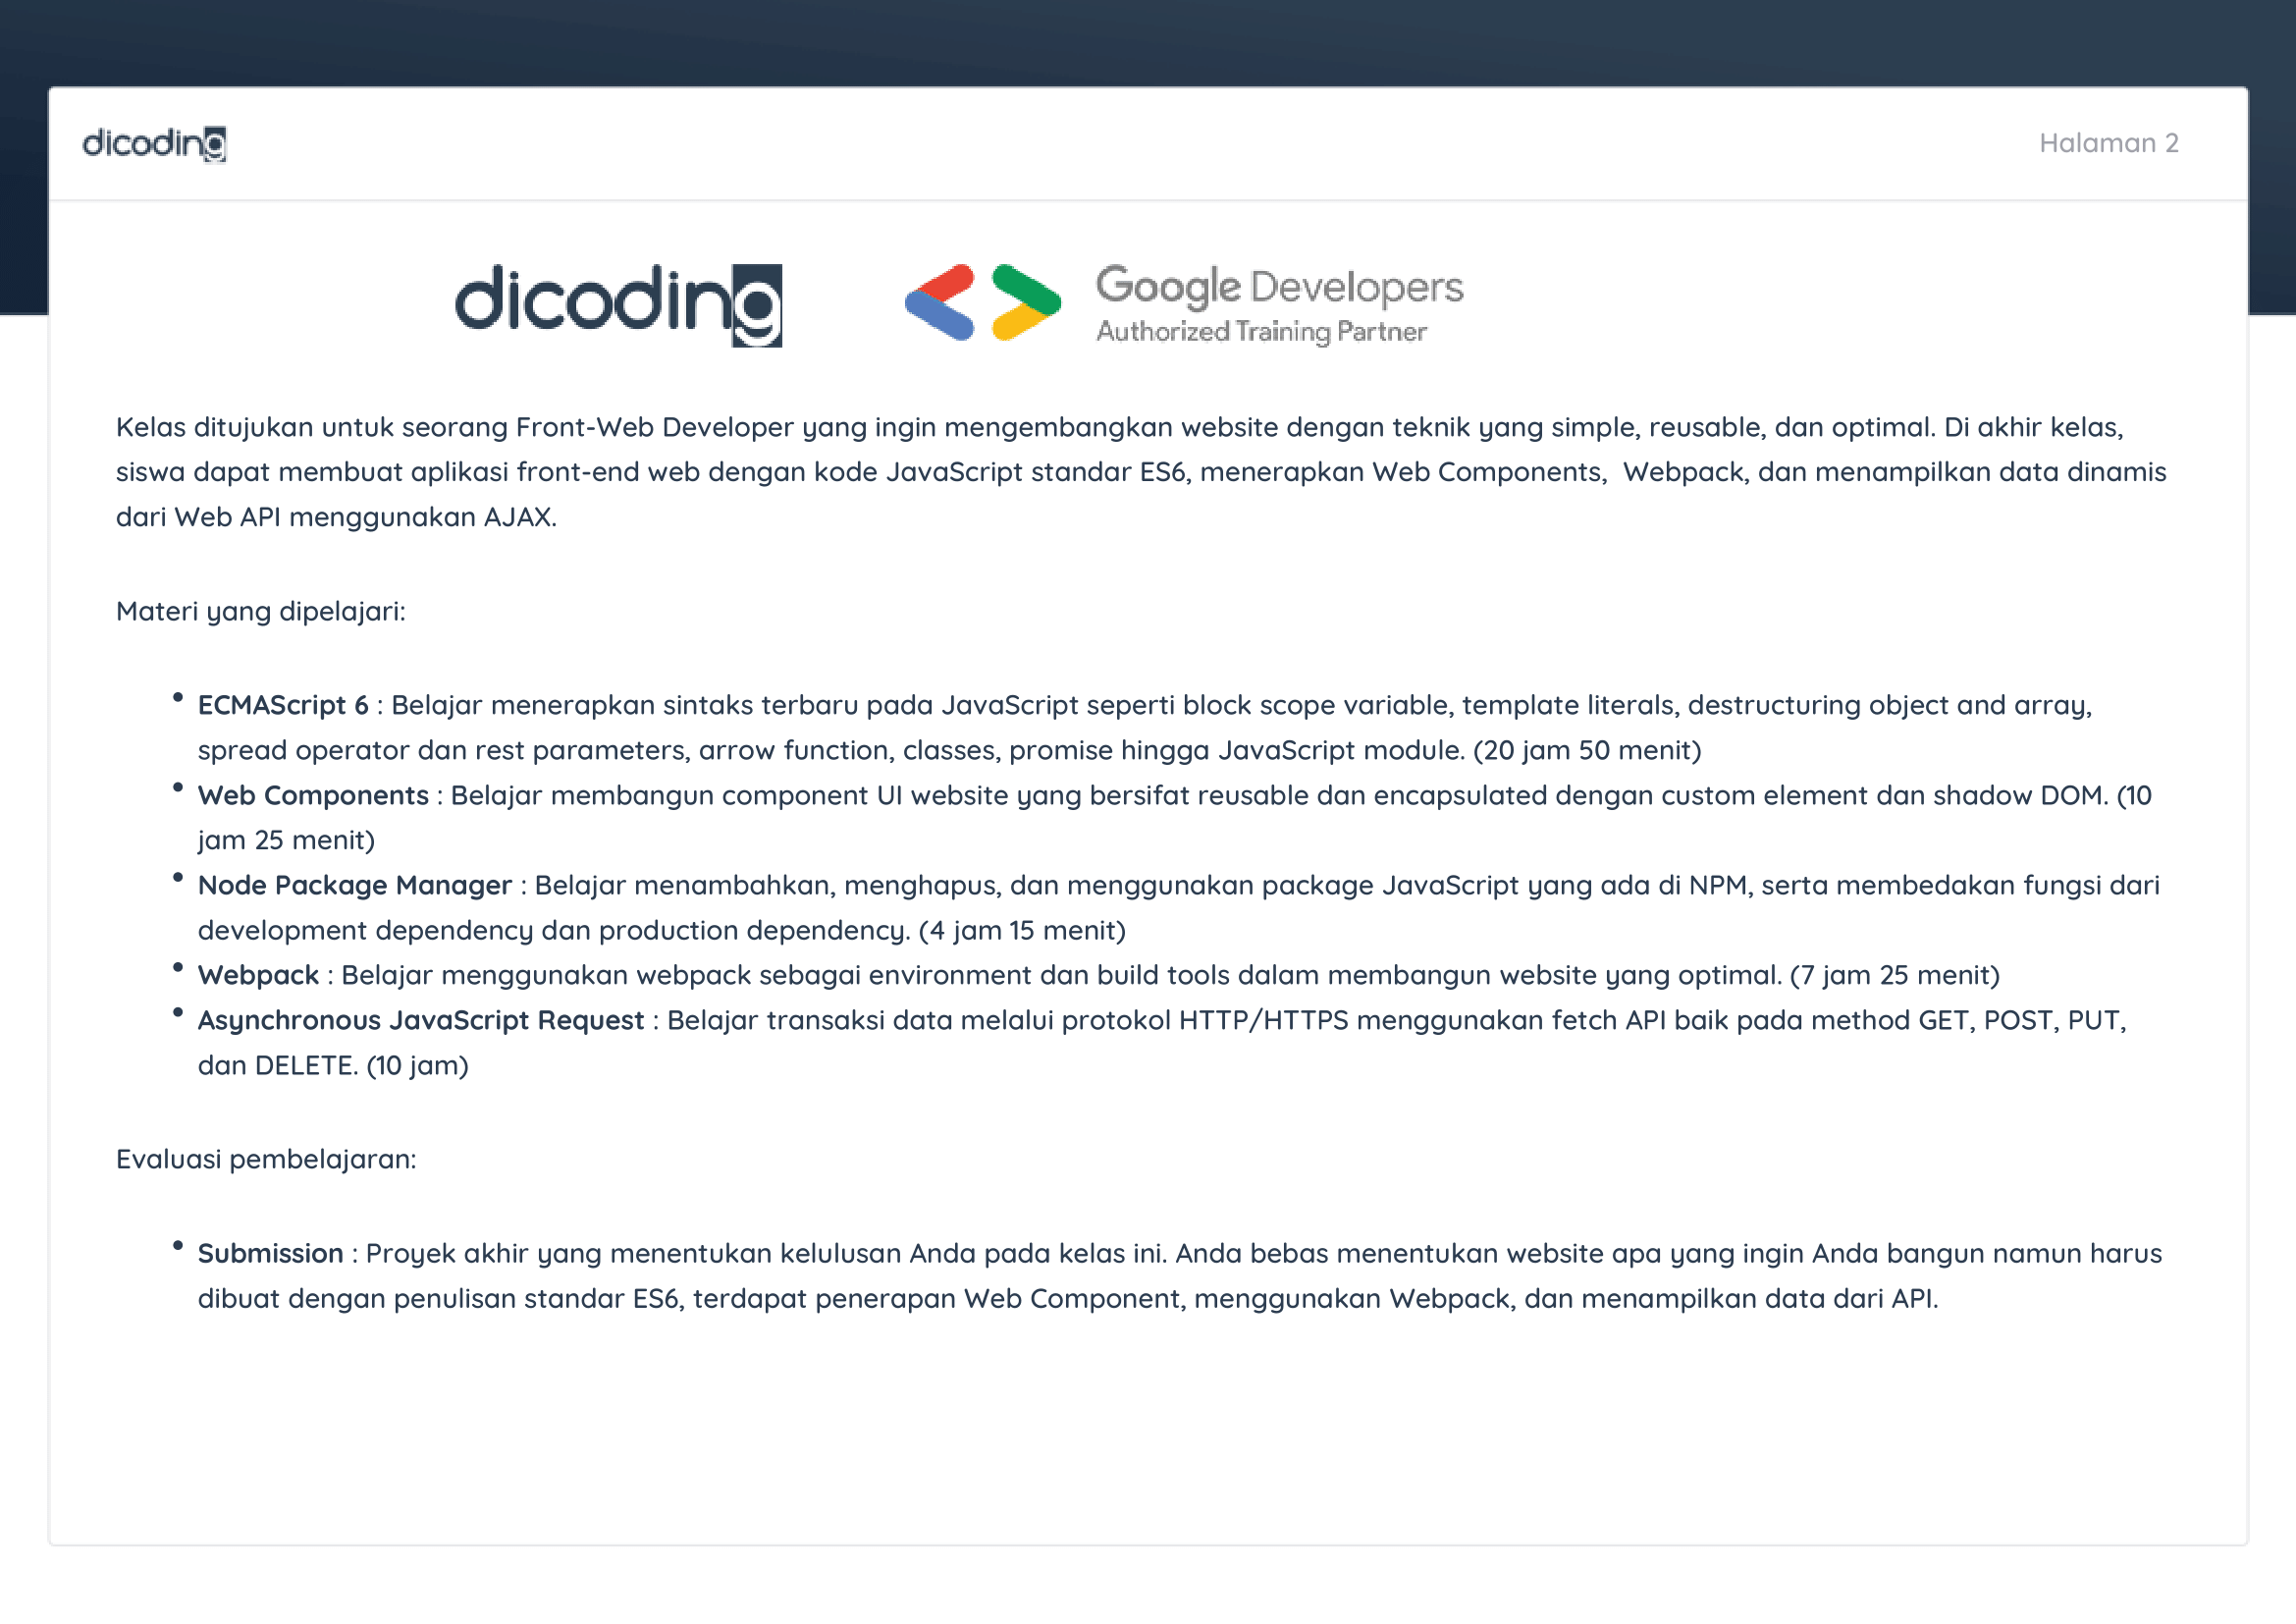 dicoding
Halaman 2
dicoding
Google Developers
Authorized Training Partner
Kelas ditujukan untuk seorang Front-Web Developer yang ingin mengembangkan website dengan teknik yang simple, reusable, dan optimal. Di akhir kelas,
siswa dapat membuat aplikasi front-end web dengan kode JavaScript standar ES6, menerapkan Web Components,  Webpack, dan menampilkan data dinamis
dari Web API menggunakan AJAX.
Materi yang dipelajari:
• ECMAScript 6 : Belajar menerapkan sintaks terbaru pada JavaScript seperti block scope variable, template literals, destructuring object and array,
spread operator dan rest parameters, arrow function, classes, promise hingga JavaScript module. (20 jam 50 menit)
• Web Components : Belajar membangun component UI website yang bersifat reusable dan encapsulated dengan custom element dan shadow DOM. (10
jam 25 menit)
• Node Package Manager : Belajar menambahkan, menghapus, dan menggunakan package JavaScript yang ada di NPM, serta membedakan fungsi dari
development dependency dan production dependency. (4 jam 15 menit)
• Webpack : Belajar menggunakan webpack sebagai environment dan build tools dalam membangun website yang optimal. (7 jam 25 menit)
• Asynchronous JavaScript Request : Belajar transaksi data melalui protokol HTTP/HTTPS menggunakan fetch API baik pada method GET, POST, PUT,
dan DELETE. (10 jam)
Evaluasi pembelajaran:
• Submission : Proyek akhir yang menentukan kelulusan Anda pada kelas ini. Anda bebas menentukan website apa yang ingin Anda bangun namun harus
dibuat dengan penulisan standar ES6, terdapat penerapan Web Component, menggunakan Webpack, dan menampilkan data dari API.